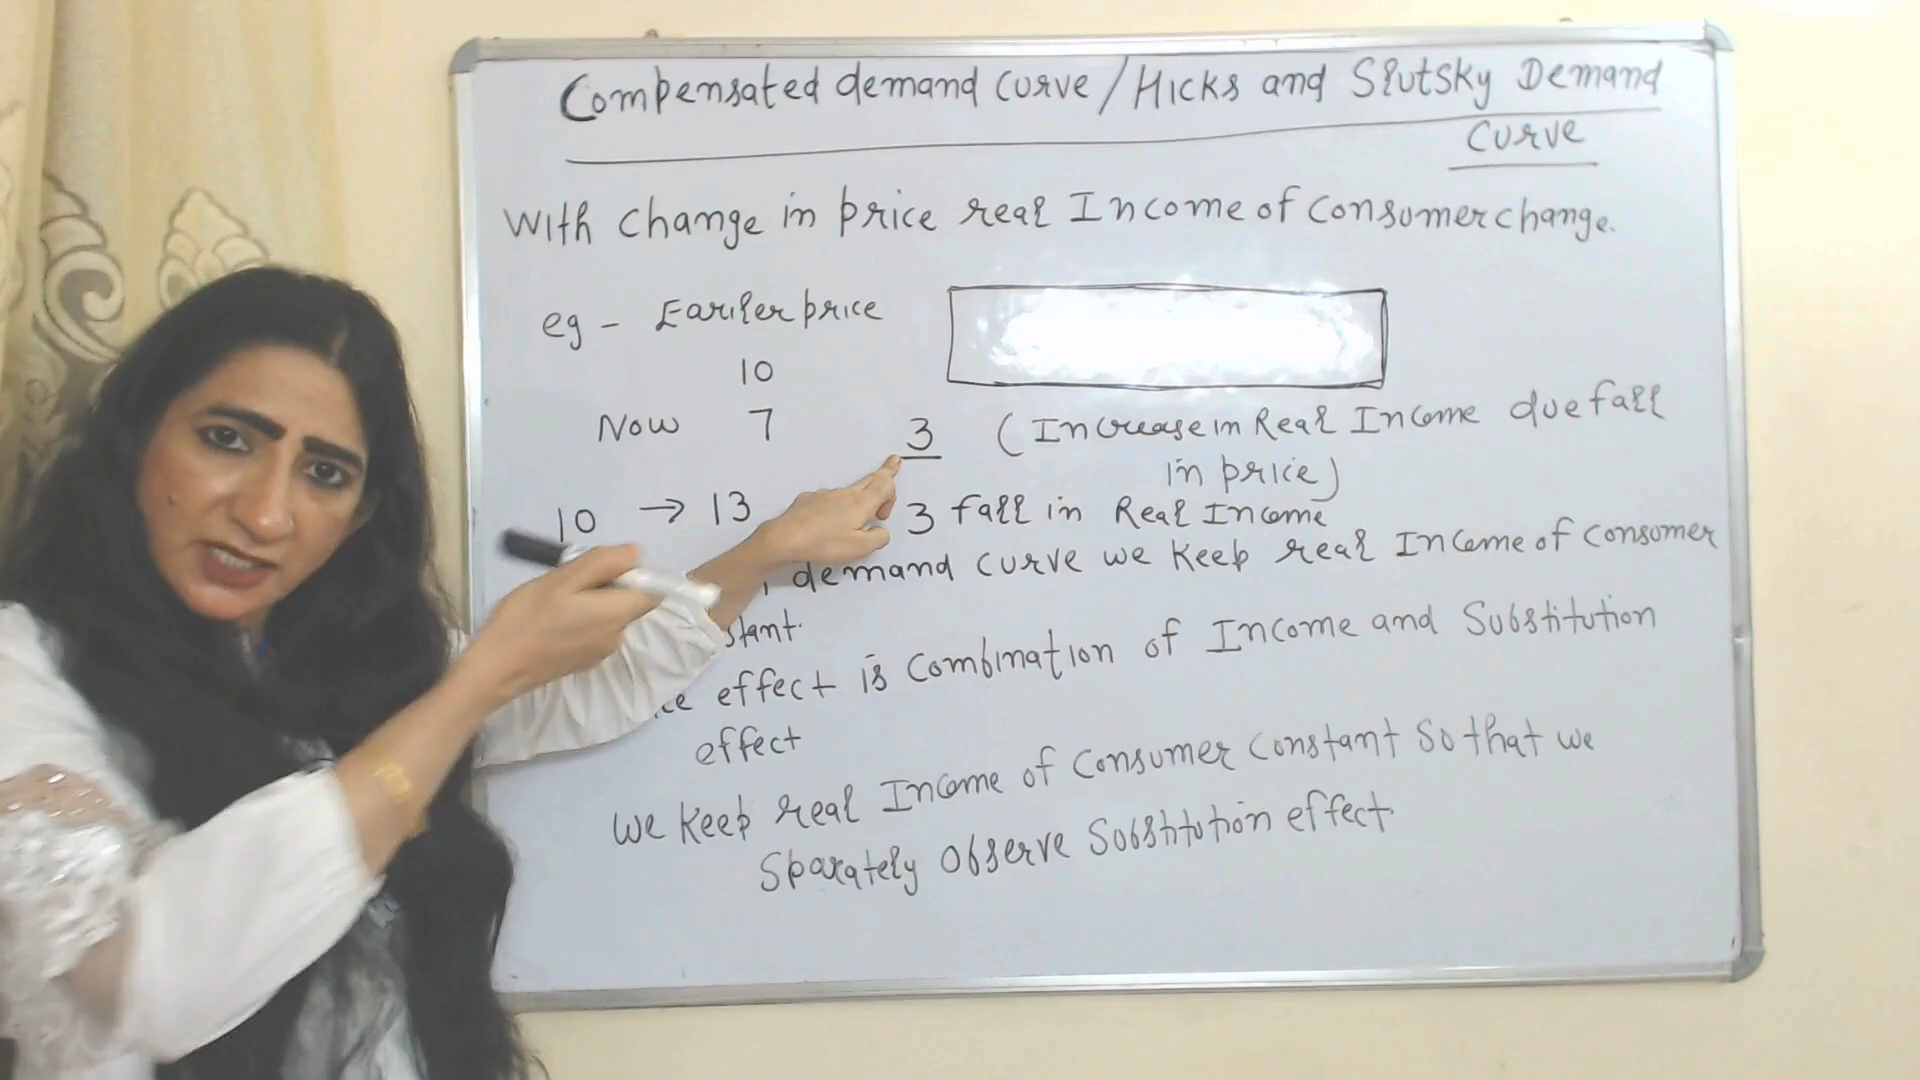 Compensated demand curve / Hicks and Slutsky Demand
Curve
With change in price real Income of Consumer change.
eg - Earlier price
10
Now 7
3 (Increase in Real Income due fall
in price)
10 → 13
3 fall in Real Income
demand curve we keep real Income of Consomer
effect is Combination of Income and Substitution
effect
We keep real Income of Consumer Constant So that we
Sparately Observe Substitution effect.